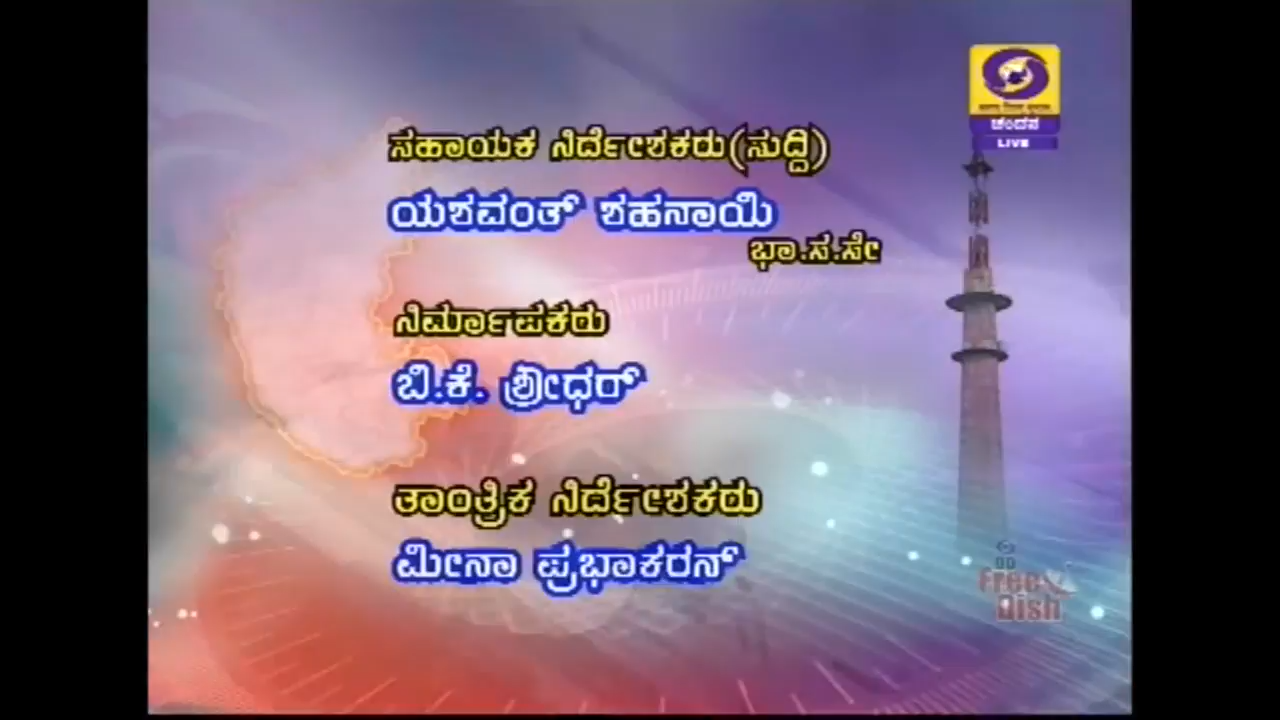 ಸಹಾಯಕ ನಿರ್ದೇಶಕರು(ಸುದ್ದಿ)
ಯಶವಂತ್ ಶಹನಾಯಿ
ಭಾ.ಸ.ಸೇ
ನಿರ್ಮಾಪಕರು
ಬಿ.ಕೆ. ಶ್ರೀಧರ್
ತಾಂತ್ರಿಕ ನಿರ್ದೇಶಕರು
ಮೀನಾ ಪ್ರಭಾಕರನ್
ಚಂದನ
LIVE
DD
Free
Dish